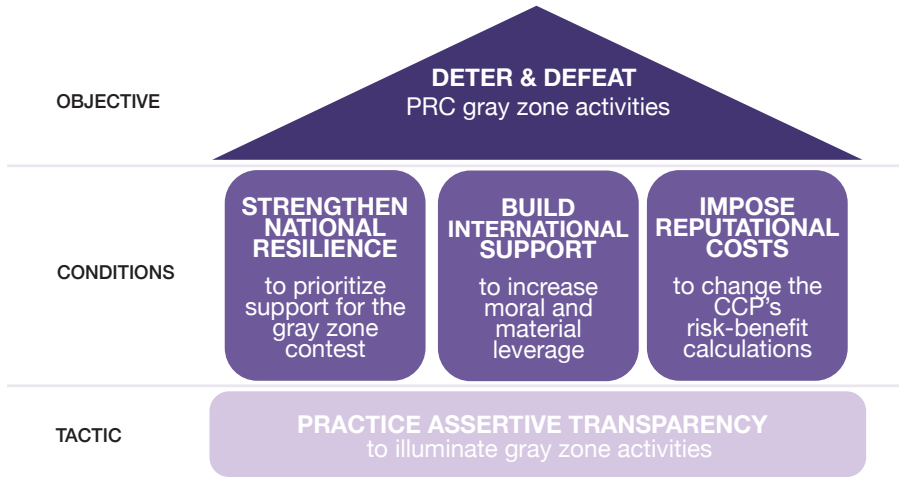 OBJECTIVE
DETER & DEFEAT
PRC gray zone activities
CONDITIONS
STRENGTHEN
NATIONAL
RESILIENCE
to prioritize
support for the
gray zone
contest
BUILD
INTERNATIONAL
SUPPORT
to increase
moral and
material
leverage
IMPOSE
REPUTATIONAL
COSTS
to change the
CCP's
risk-benefit
calculations
TACTIC
PRACTICE ASSERTIVE TRANSPARENCY
to illuminate gray zone activities